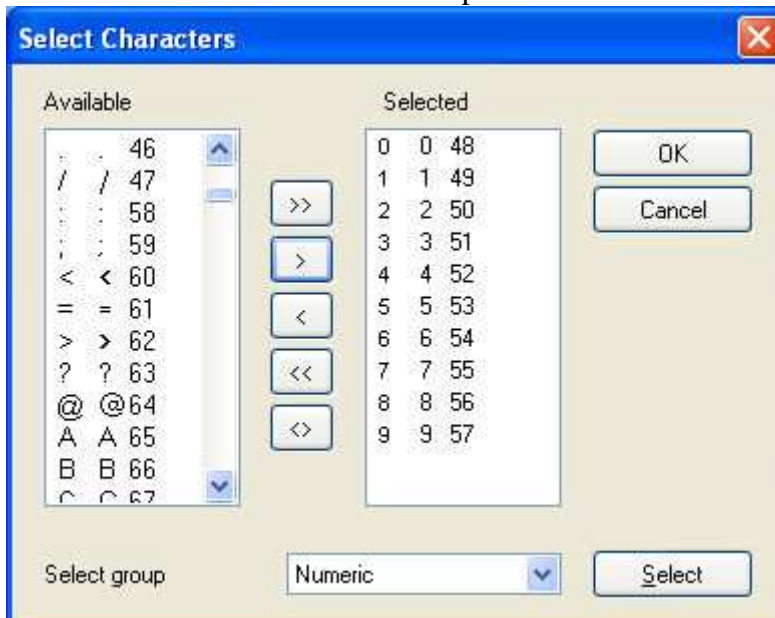 Select Characters
Available
Selected
. . 46
/ / 47
: : 58
; ; 59
< < 60
= = 61
> > 62
? ? 63
@ @ 64
A A 65
B B 66
C C 67
>>
>
<
<<
<>
0 0 48
1 1 49
2 2 50
3 3 51
4 4 52
5 5 53
6 6 54
7 7 55
8 8 56
9 9 57
OK
Cancel
Select group
Numeric
Select